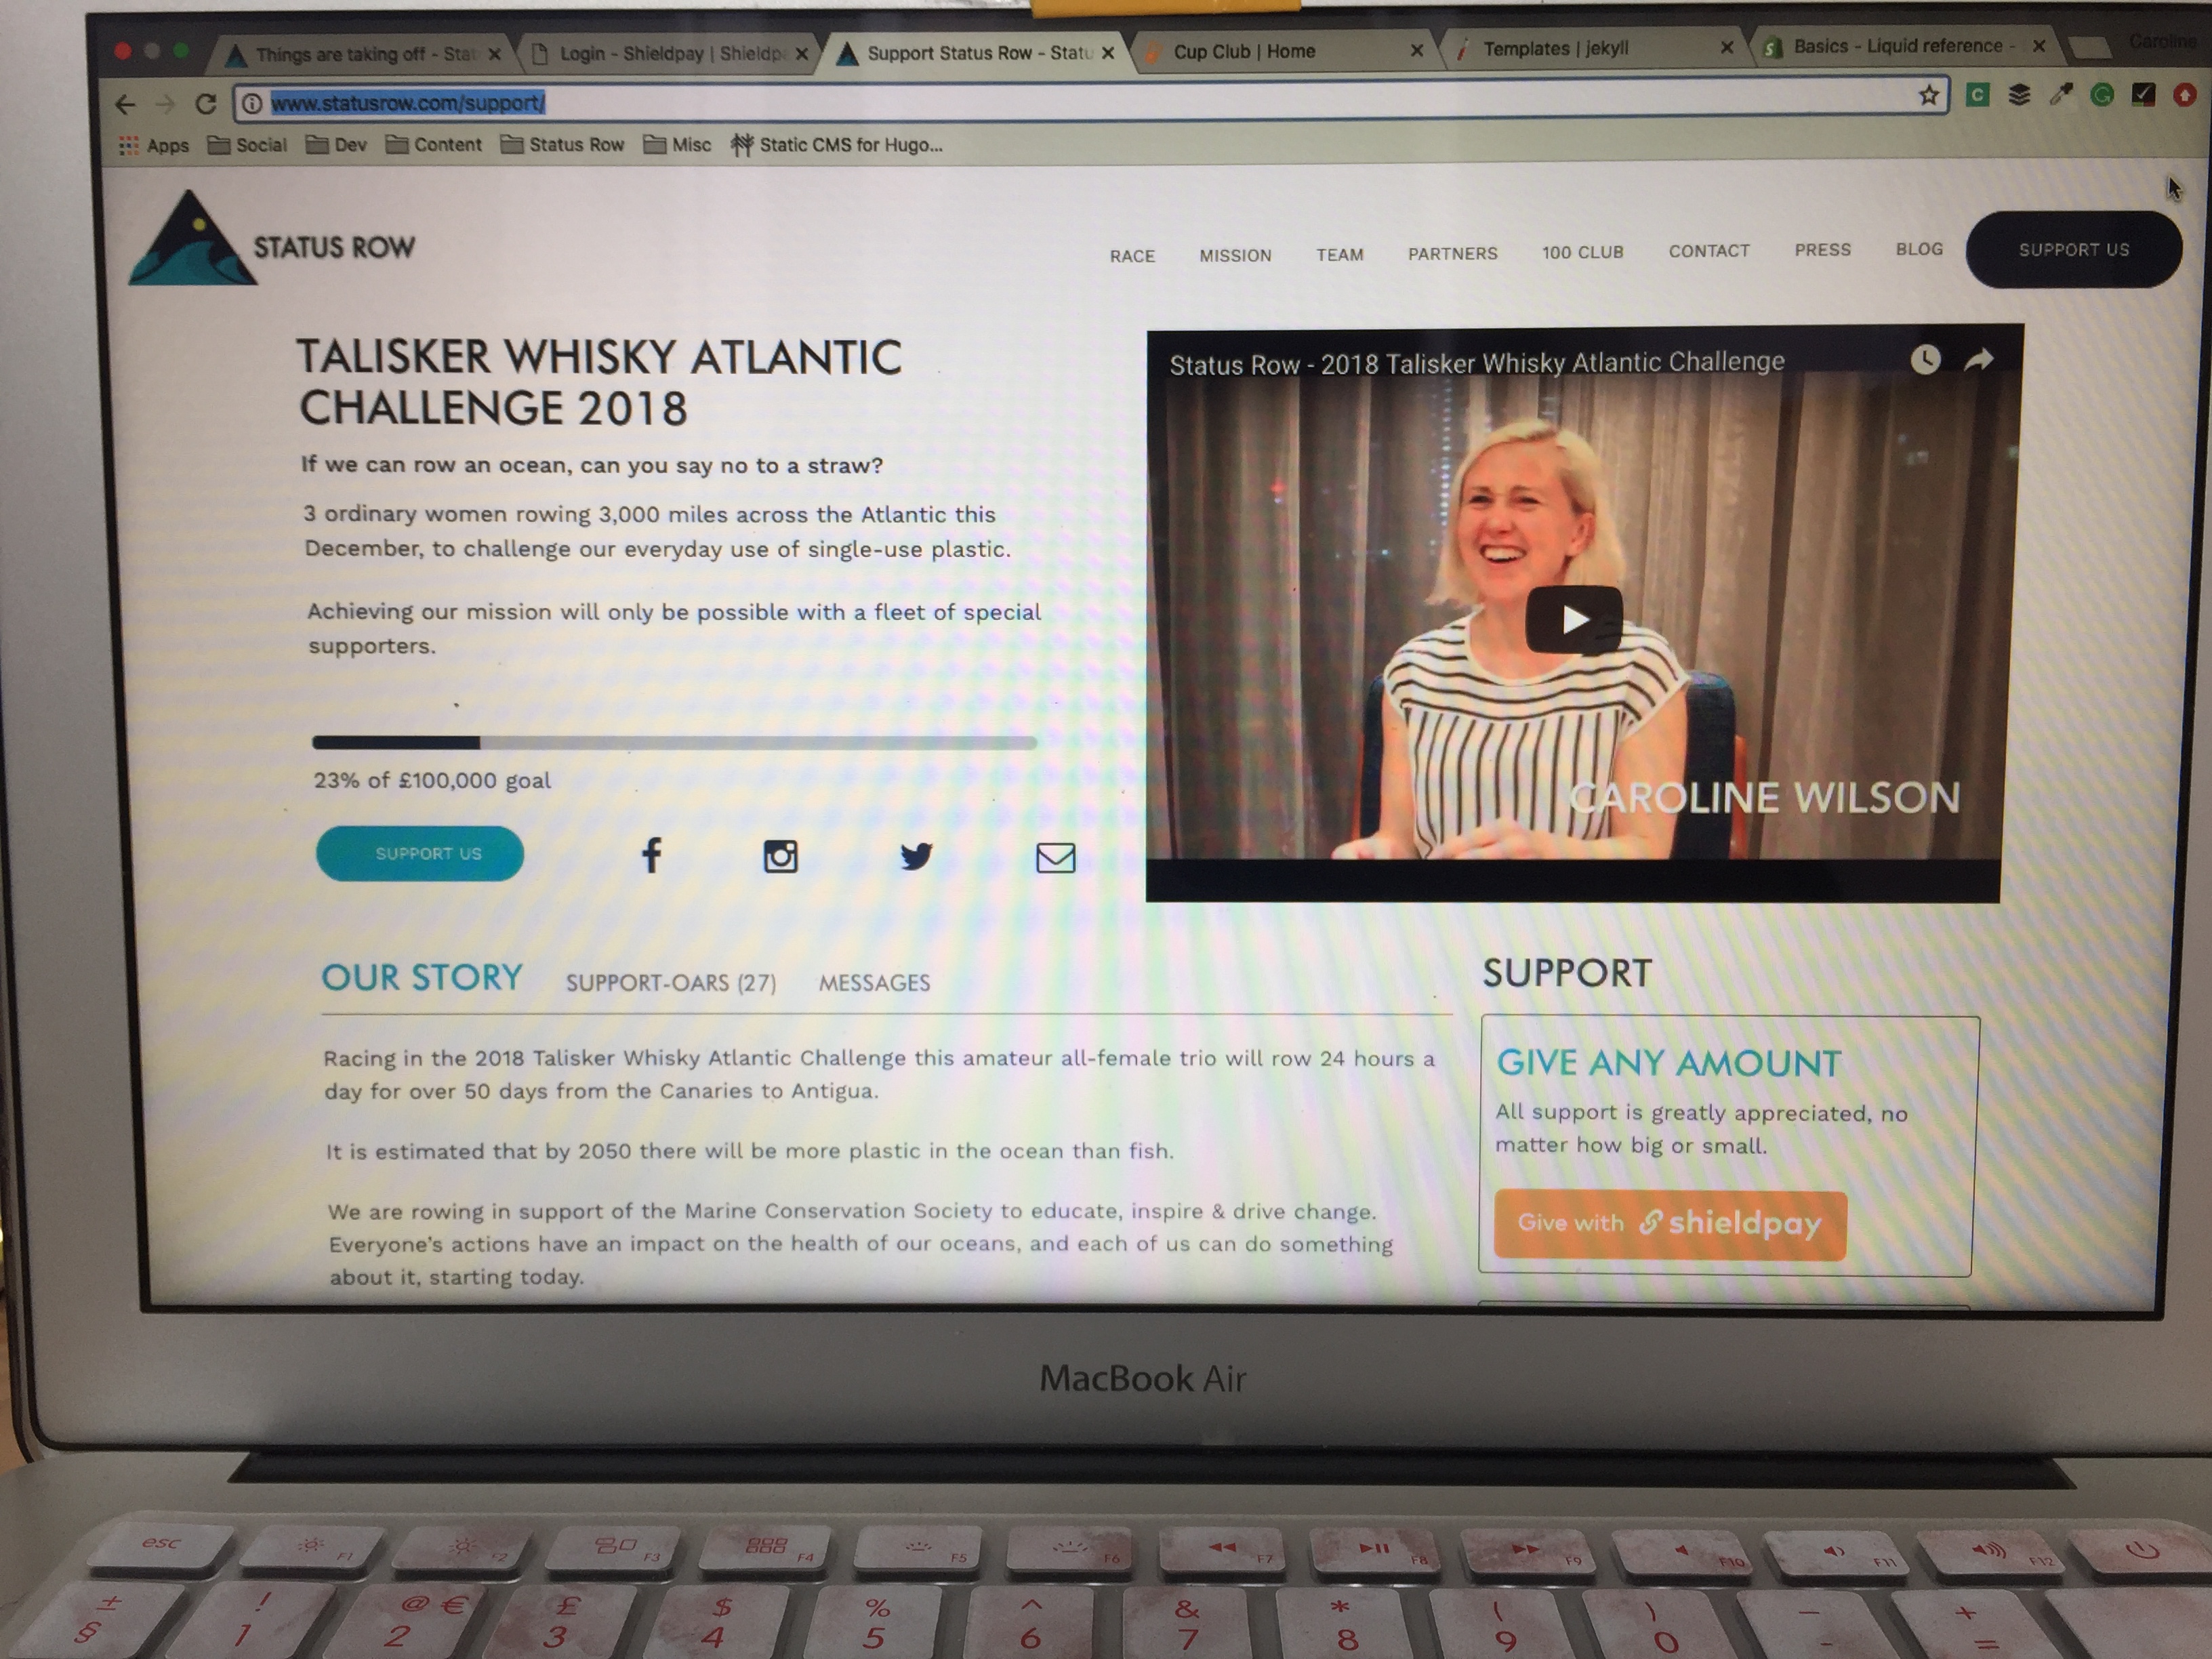 Things are taking off - Stat
Login - Shieldpay | Shieldpa
Support Status Row - Statu
Cup Club | Home
Templates | jekyll
Basics - Liquid reference -
Caroline
www.statusrow.com/support/
Apps
Social
Dev
Content
Status Row
Misc
Static CMS for Hugo...
STATUS ROW
RACE
MISSION
TEAM
PARTNERS
100 CLUB
CONTACT
PRESS
BLOG
SUPPORT US
TALISKER WHISKY ATLANTIC
CHALLENGE 2018
If we can row an ocean, can you say no to a straw?
3 ordinary women rowing 3,000 miles across the Atlantic this
December, to challenge our everyday use of single-use plastic.
Achieving our mission will only be possible with a fleet of special
supporters.
23% of £100,000 goal
SUPPORT US
Status Row - 2018 Talisker Whisky Atlantic Challenge
CAROLINE WILSON
OUR STORY
SUPPORT-OARS (27)
MESSAGES
Racing in the 2018 Talisker Whisky Atlantic Challenge this amateur all-female trio will row 24 hours a
day for over 50 days from the Canaries to Antigua.
It is estimated that by 2050 there will be more plastic in the ocean than fish.
We are rowing in support of the Marine Conservation Society to educate, inspire & drive change.
Everyone's actions have an impact on the health of our oceans, and each of us can do something
about it, starting today.
SUPPORT
GIVE ANY AMOUNT
All support is greatly appreciated, no
matter how big or small.
Give with shieldpay
MacBook Air
esc
F1
F2
F3
F4
F5
F6
F7
F8
F9
F10
F11
F12
± ! @ € £ $ % ^ & * ( ) _ +
§ 1 2 3 4 5 6 7 8 9 0 - =